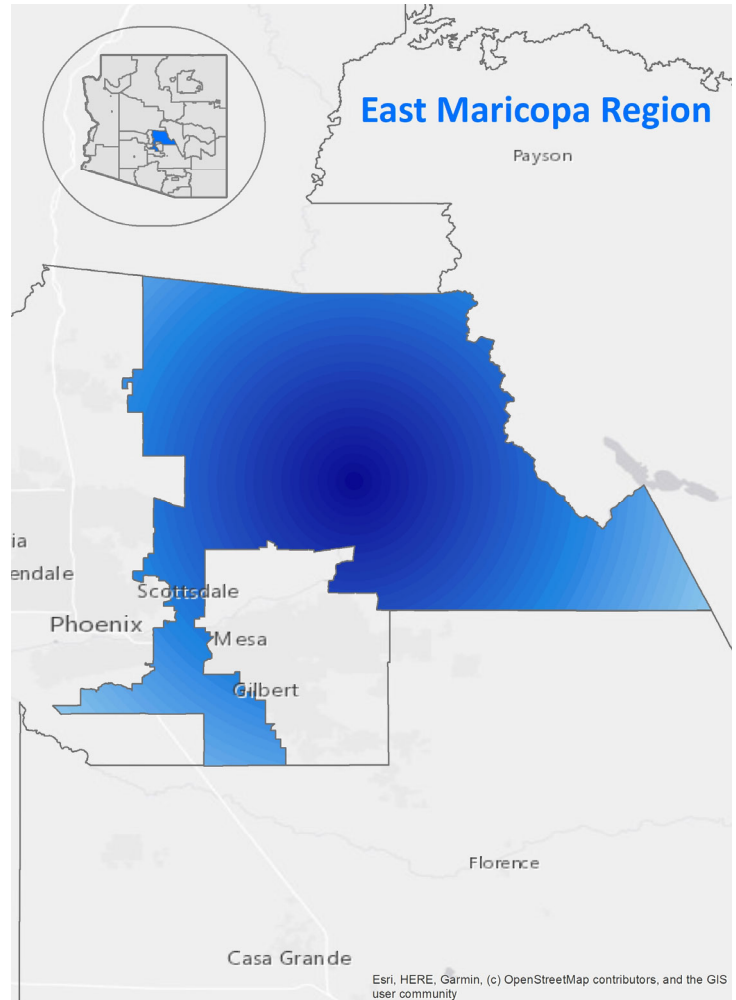 East Maricopa Region
Payson
ia
endale
Scottsdale
Phoenix
Mesa
Gilbert
Florence
Casa Grande
Esri, HERE, Garmin, (c) OpenStreetMap contributors, and the GIS
user community